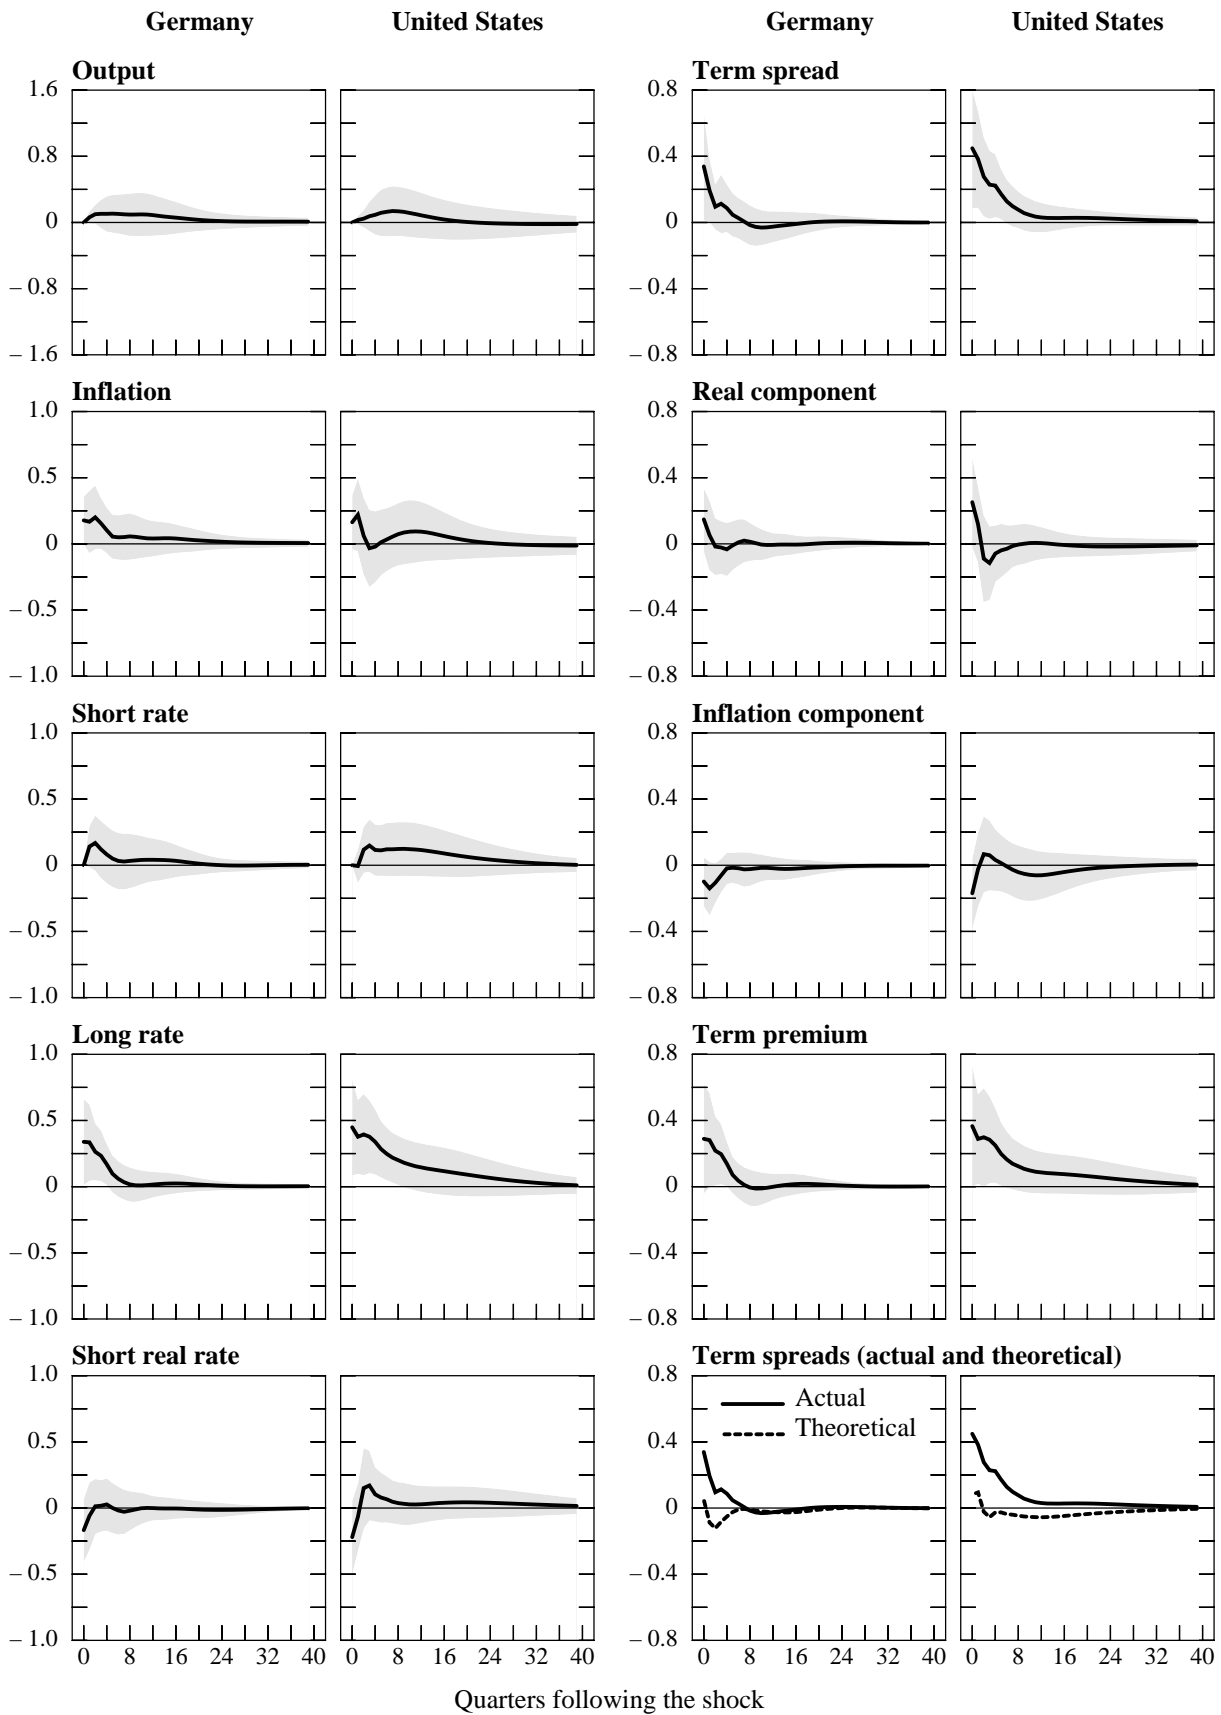 Germany
United States
Germany
United States
Output
1.6
0.8
0
– 0.8
– 1.6
Term spread
0.8
0.4
0
– 0.4
– 0.8
Inflation
1.0
0.5
0
– 0.5
– 1.0
Real component
0.8
0.4
0
– 0.4
– 0.8
Short rate
1.0
0.5
0
– 0.5
– 1.0
Inflation component
0.8
0.4
0
– 0.4
– 0.8
Long rate
1.0
0.5
0
– 0.5
– 1.0
Term premium
0.8
0.4
0
– 0.4
– 0.8
Short real rate
1.0
0.5
0
– 0.5
– 1.0
Term spreads (actual and theoretical)
0.8
0.4
0
– 0.4
– 0.8
Actual
Theoretical
0 8 16 24 32 40
0 8 16 24 32 40
0 8 16 24 32 40
0 8 16 24 32 40
Quarters following the shock